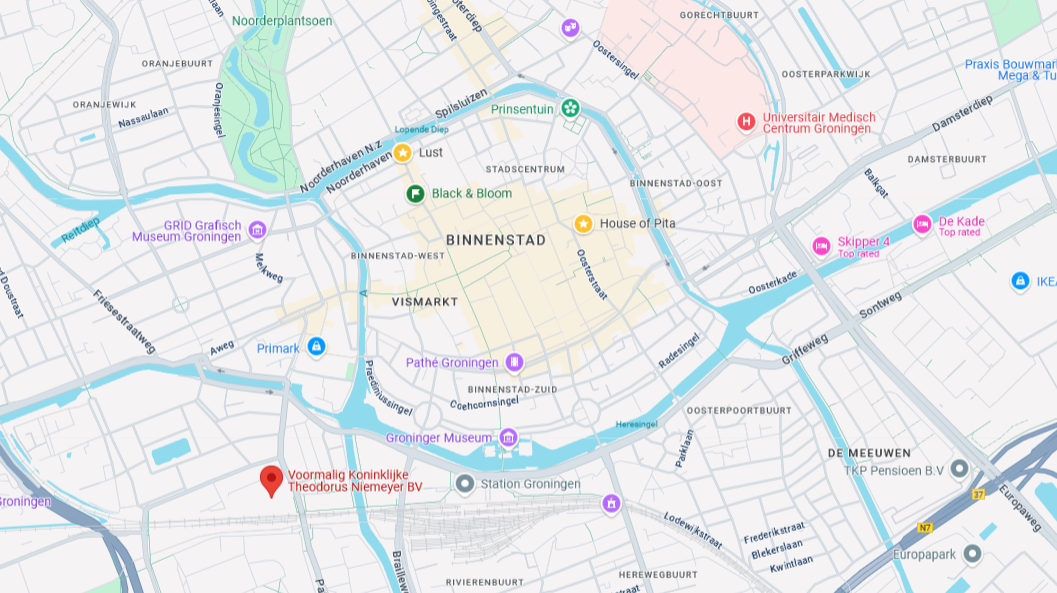 Noorderplantsoen
GORECHTBUURT
Oostersingel
ORANJEBUURT
OOSTERPARKWIJK
Praxis Bouwmar
Mega & Tu
ORANJEWIJK
Nassaulaan
Oranjesingel
Spilsluizen
Prinsentuin
Damsterdiep
Universitair Medisch
Centrum Groningen
Lopende Diep
Noorderhaven N.z
Noorderhaven
Lust
DAMSTERBUURT
STADSCENTRUM
BINNENSTAD-OOST
Balkgat
Black & Bloom
GRID Grafisch
Museum Groningen
Reitdiep
House of Pita
De Kade
Top rated
Skipper 4
Top rated
BINNENSTAD
BINNENSTAD-WEST
Melkweg
Oosterstraat
Oosterkade
IKEA
Sontweg
VISMARKT
Friesestraatweg
Griffeweg
Aweg
Primark
Radesingel
Pathé Groningen
Praediniussingel
BINNENSTAD-ZUID
Coehoornsingel
OOSTERPOORTBUURT
Heresingel
Groninger Museum
Parklaan
DE MEEUWEN
TKP Pensioen B.V
Voormalig Koninklijke
Theodorus Niemeyer BV
Station Groningen
Groningen
37
Europaweg
Lodewijkstraat
N7
Frederikstraat
Blekerslaan
Kwintlaan
Europapark
HEREWEGBUURT
RIVIERENBUURT